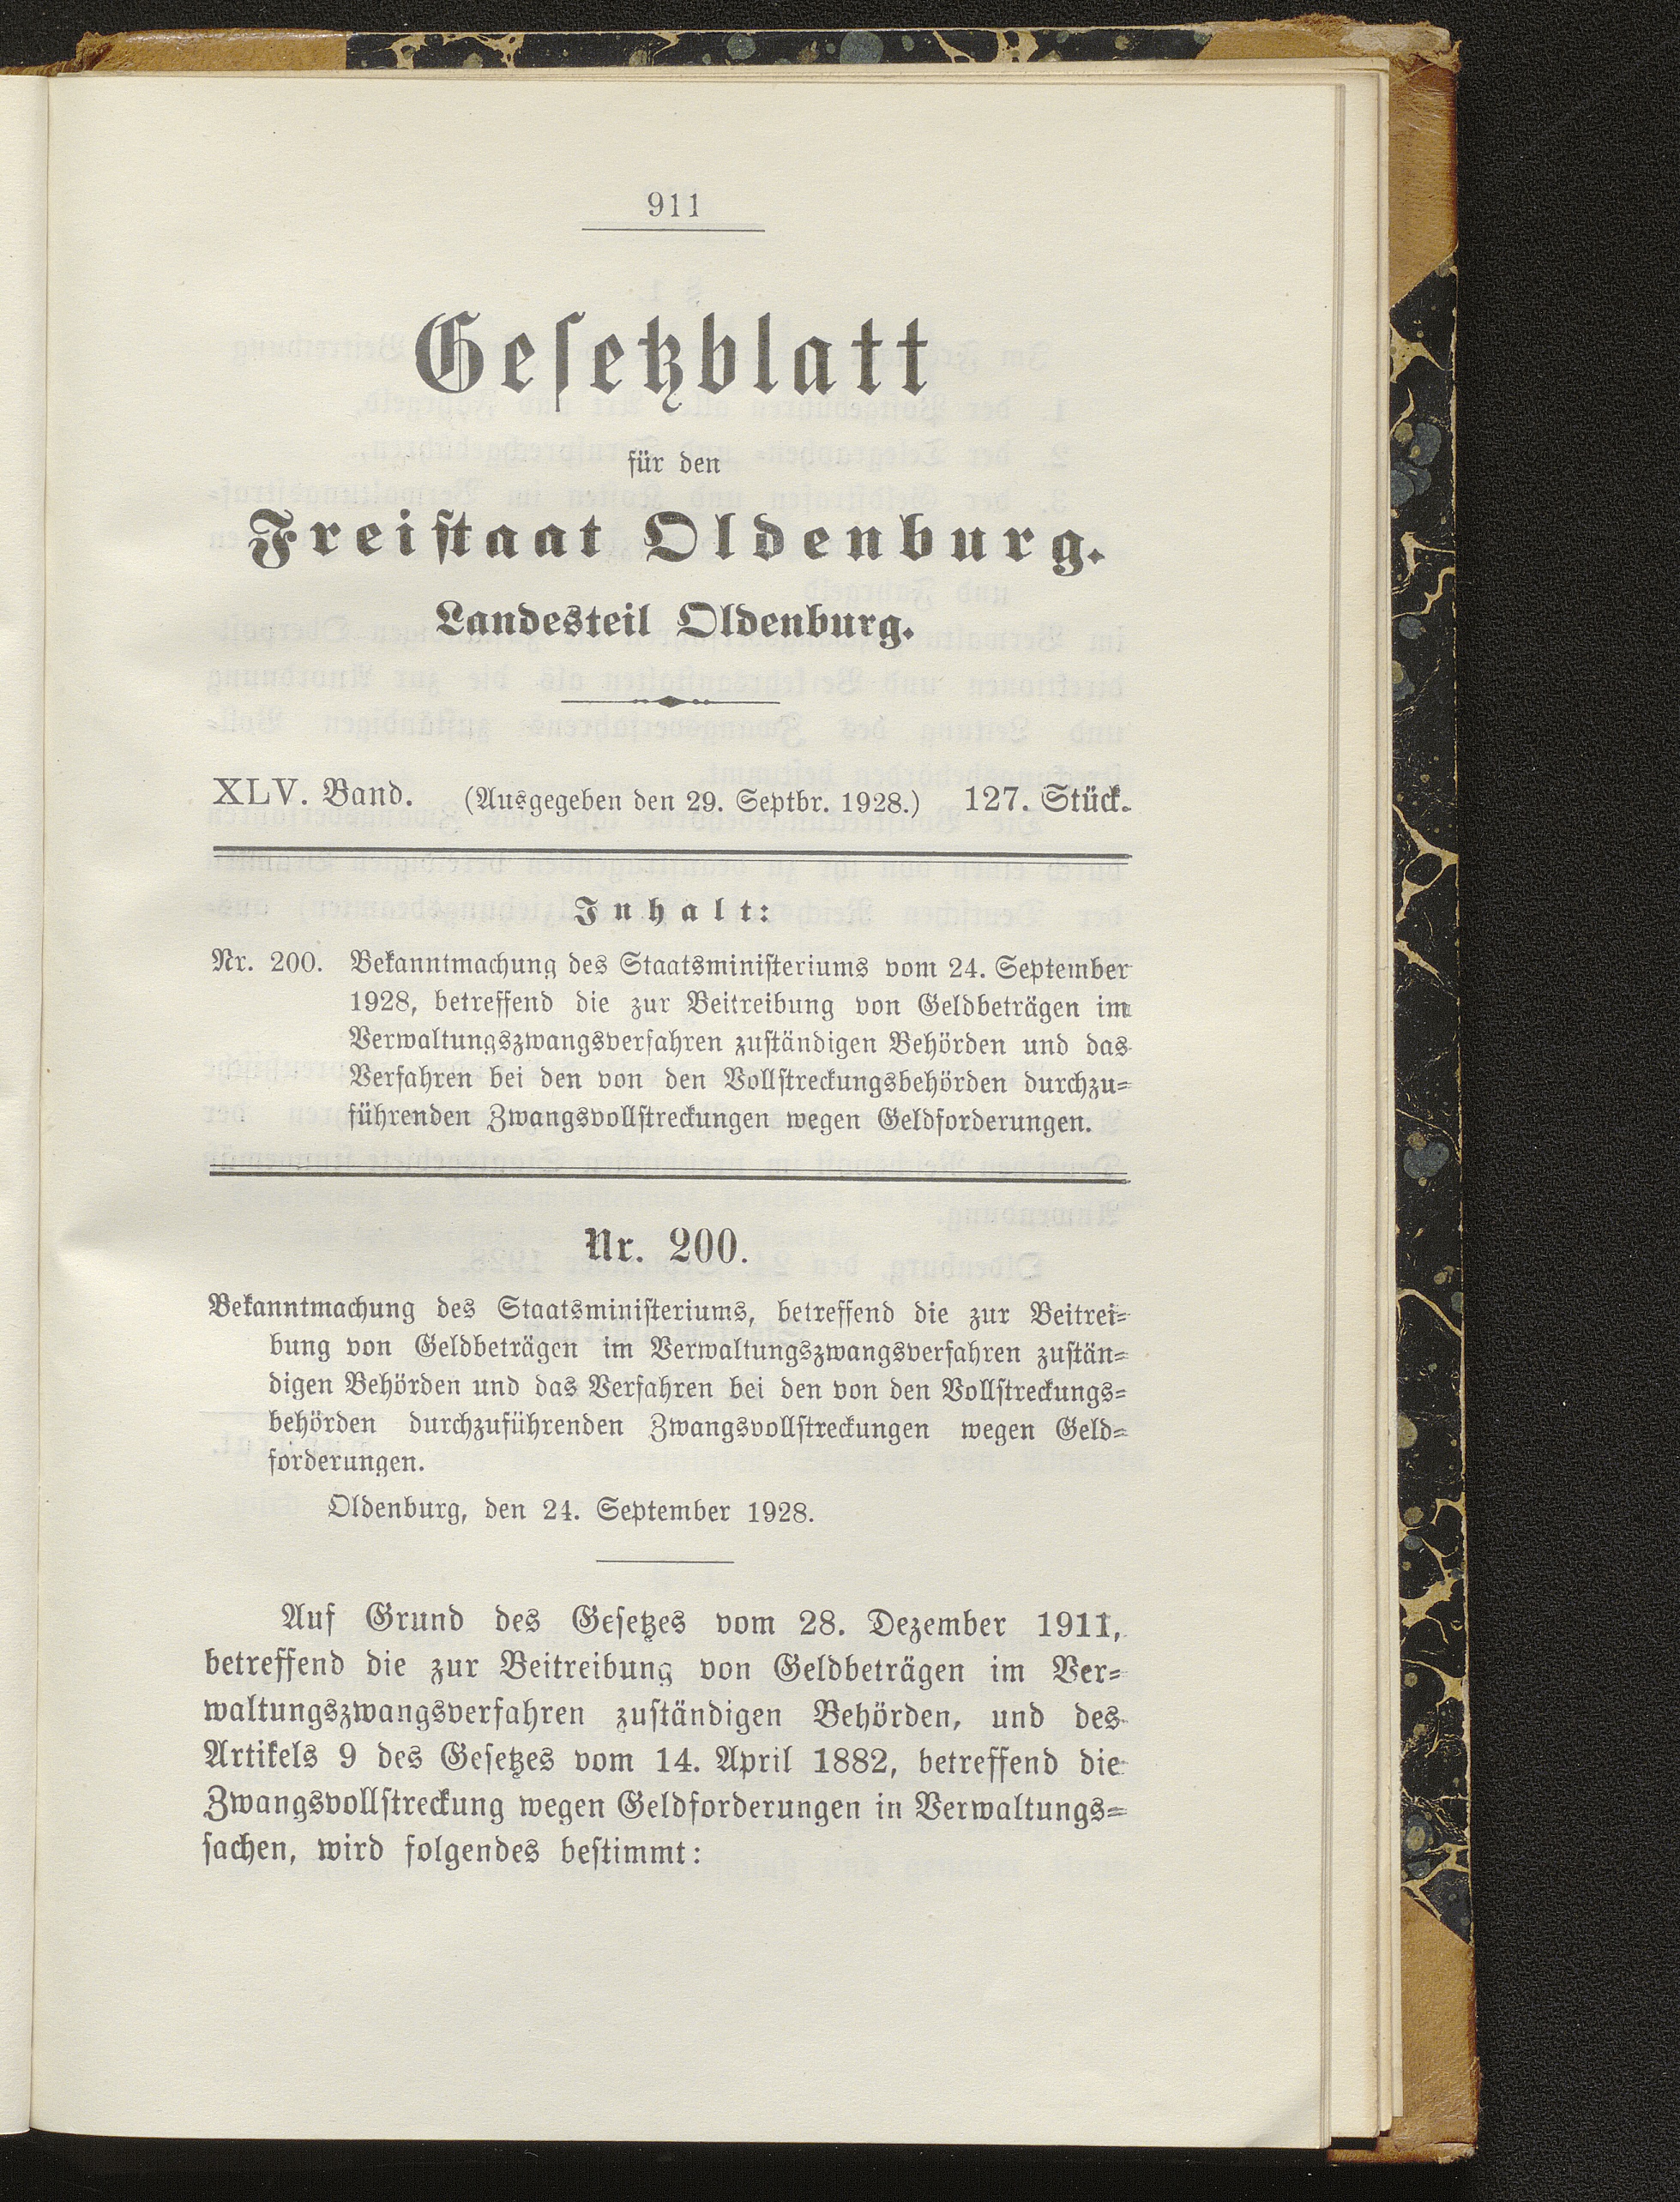 911
Gesetzblatt
für den
Freistaat Oldenburg.
Landesteil Oldenburg.
XLV. Band. (Ausgegeben den 29. Septbr. 1928.) 127. Stück.
Inhalt:
Nr. 200. Bekanntmachung des Staatsministeriums vom 24. September
1928, betreffend die zur Beitreibung von Geldbeträgen im
Verwaltungszwangsverfahren zuständigen Behörden und das
Verfahren bei den von den Vollstreckungsbehörden durchzu-
führenden Zwangsvollstreckungen wegen Geldforderungen.
Nr. 200.
Bekanntmachung des Staatsministeriums, betreffend die zur Beitrei-
bung von Geldbeträgen im Verwaltungszwangsverfahren zustän-
digen Behörden und das Verfahren bei den von den Vollstreckungs-
behörden durchzuführenden Zwangsvollstreckungen wegen Geld-
forderungen.
Oldenburg, den 24. September 1928.
Auf Grund des Gesetzes vom 28. Dezember 1911,
betreffend die zur Beitreibung von Geldbeträgen im Ver-
waltungszwangsverfahren zuständigen Behörden, und des
Artikels 9 des Gesetzes vom 14. April 1882, betreffend die
Zwangsvollstreckung wegen Geldforderungen in Verwaltungs-
sachen, wird folgendes bestimmt: